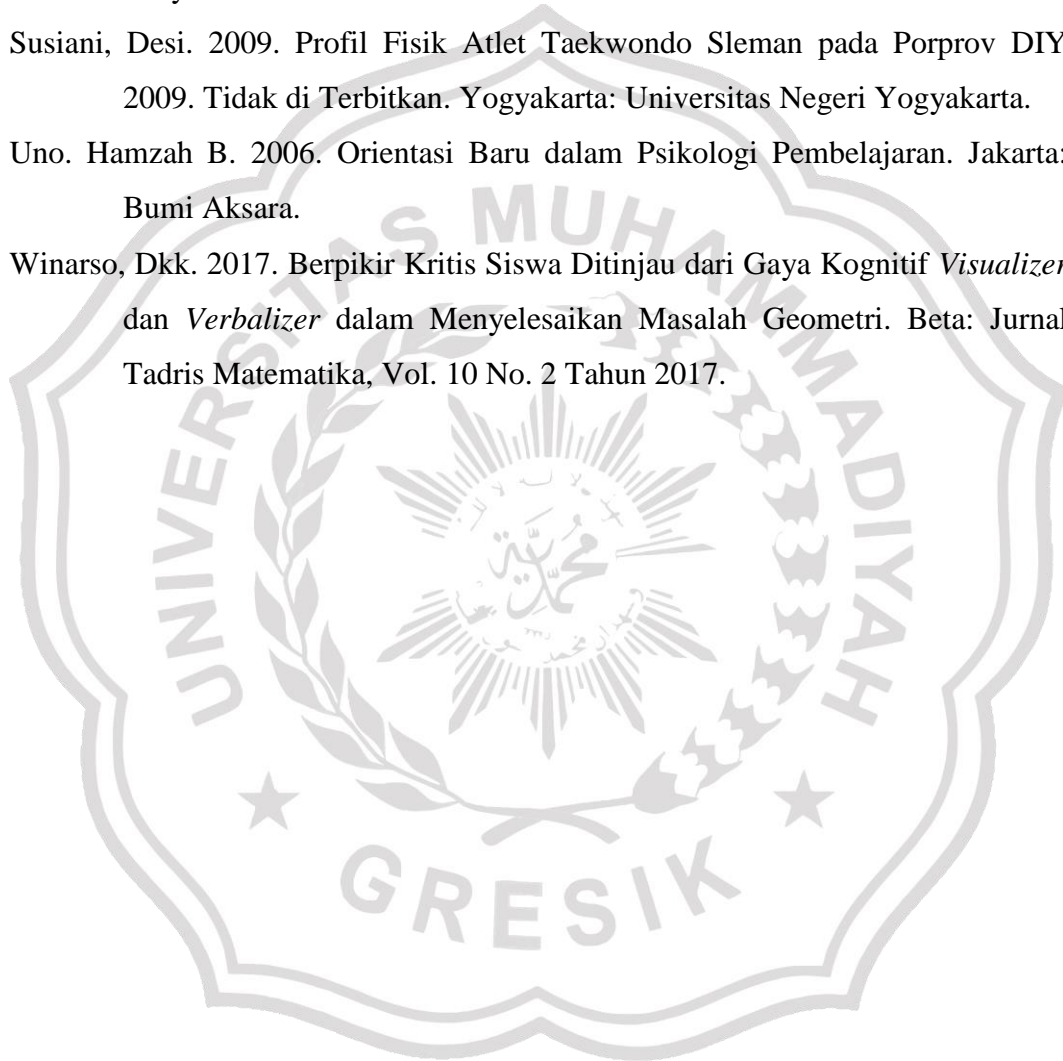 Susiani, Desi. 2009. Profil Fisik Atlet Taekwondo Sleman pada Porprov DIY
2009. Tidak di Terbitkan. Yogyakarta: Universitas Negeri Yogyakarta.
Uno. Hamzah B. 2006. Orientasi Baru dalam Psikologi Pembelajaran. Jakarta:
Bumi Aksara.
Winarso, Dkk. 2017. Berpikir Kritis Siswa Ditinjau dari Gaya Kognitif Visualizer
dan Verbalizer dalam Menyelesaikan Masalah Geometri. Beta: Jurnal
Tadris Matematika, Vol. 10 No. 2 Tahun 2017.
UNIVERSITAS MUHAMMADIYAH
محمدية
GRESIK